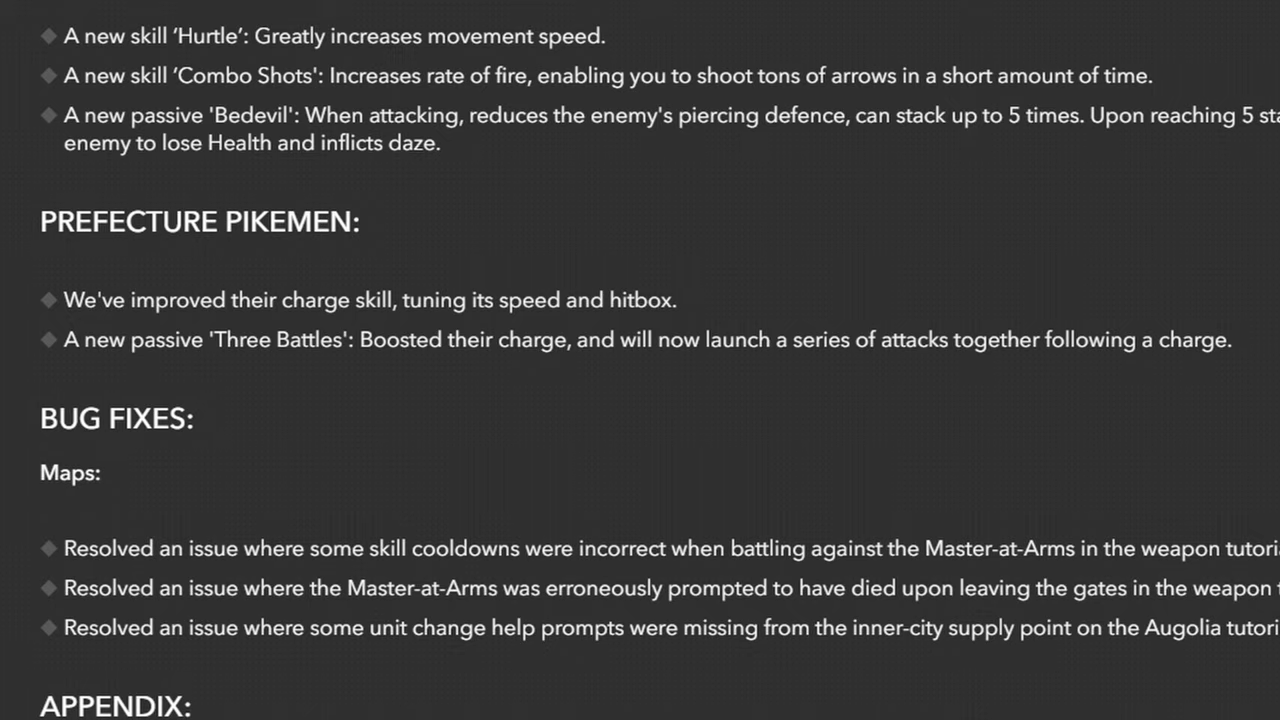 A new skill ‘Hurtle’: Greatly increases movement speed.
A new skill ‘Combo Shots': Increases rate of fire, enabling you to shoot tons of arrows in a short amount of time.
A new passive 'Bedevil': When attacking, reduces the enemy's piercing defence, can stack up to 5 times. Upon reaching 5
enemy to lose Health and inflicts daze.
PREFECTURE PIKEMEN:
We've improved their charge skill, tuning its speed and hitbox.
A new passive 'Three Battles': Boosted their charge, and will now launch a series of attacks together following a charge.
BUG FIXES:
Maps:
Resolved an issue where some skill cooldowns were incorrect when battling against the Master-at-Arms in the weapon
Resolved an issue where the Master-at-Arms was erroneously prompted to have died upon leaving the gates in the weapon
Resolved an issue where some unit change help prompts were missing from the inner-city supply point on the Augolia
APPENDIX: